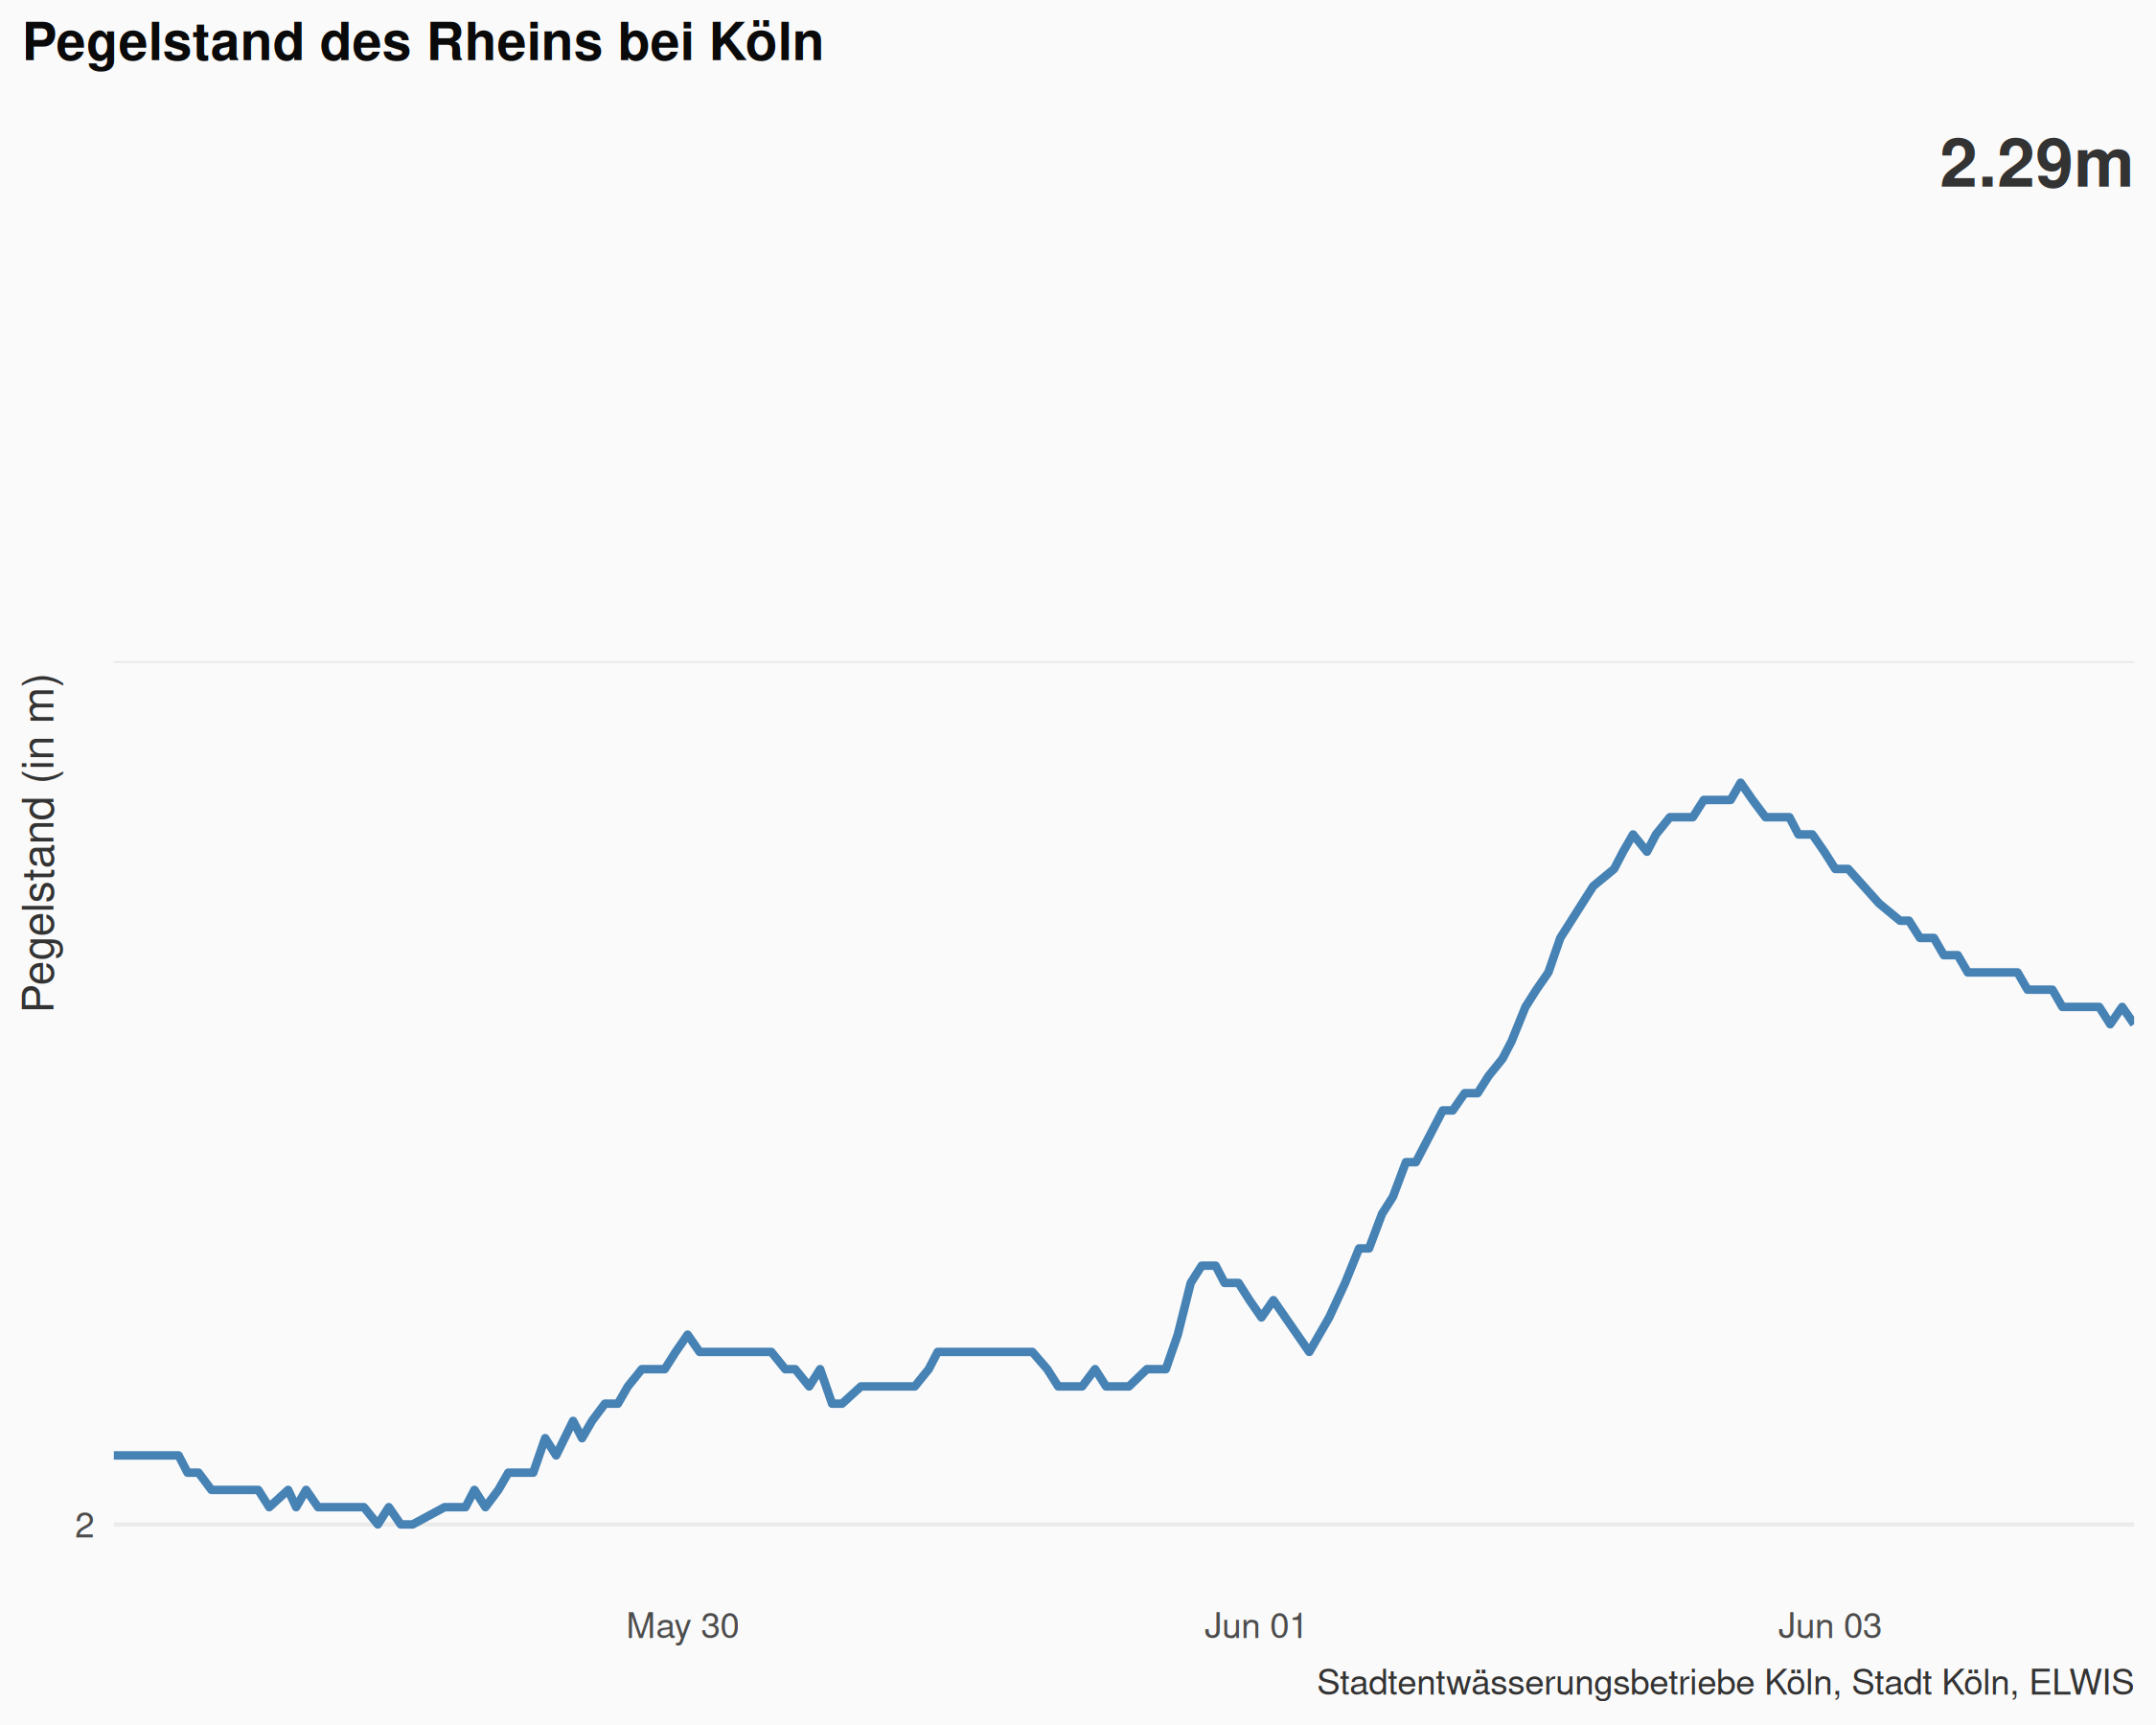 Pegelstand des Rheins bei Köln
2.29m
Pegelstand (in m)
2
May 30
Jun 01
Jun 03
Stadtentwässerungsbetriebe Köln, Stadt Köln, ELWIS